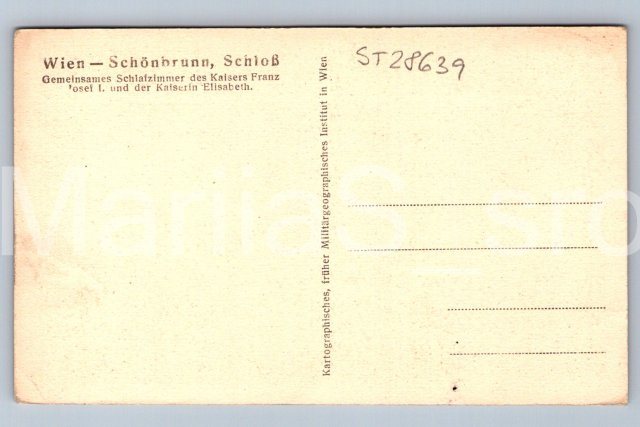 Wien — Schönbrunn, Schloß
Gemeinsames Schlafzimmer des Kaisers Franz
Josef I. und der Kaiserin Elisabeth.
ST28639
Kartographisches, früher Militärgeographisches Institut in Wien
MariiaS_sro